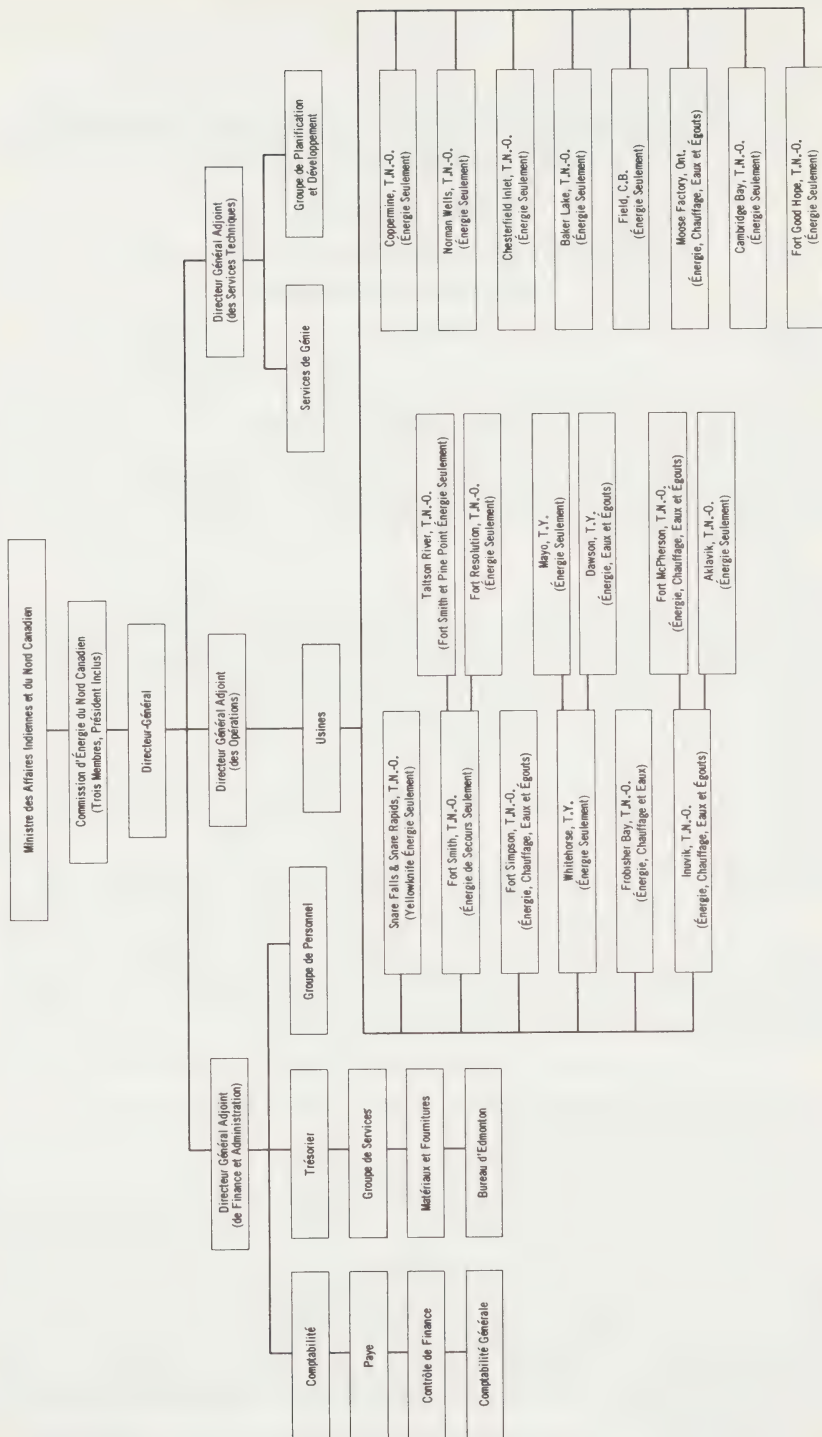 Ministre des Affaires Indiennes et du Nord Canadien
Commission d'Énergie du Nord Canadien
(Trois Membres, Président Inclus)
Directeur-Général
Directeur Général Adjoint
(de Finance et Administration)
Directeur Général Adjoint
(des Opérations)
Directeur Général Adjoint
(des Services Techniques)
Comptabilité
Trésorier
Groupe de Personnel
Usines
Services de Génie
Groupe de Planification
et Développement
Paye
Groupe de Services
Contrôle de Finance
Matériaux et Fournitures
Comptabilité Générale
Bureau d'Edmonton
Snare Falls & Snare Rapids, T.N.-O.
(Yellowknife Énergie Seulement)
Fort Smith, T.N.-O.
(Énergie de Secours Seulement)
Fort Simpson, T.N.-O.
(Énergie, Chauffage, Eaux et Égouts)
Whitehorse, T.Y.
(Énergie Seulement)
Frobisher Bay, T.N.-O.
(Énergie, Chauffage et Eaux)
Inuvik, T.N.-O.
(Énergie, Chauffage, Eaux et Égouts)
Taltson River, T.N.-O.
(Fort Smith et Pine Point Énergie Seulement)
Fort Resolution, T.N.-O.
(Énergie Seulement)
Mayo, T.Y.
(Énergie Seulement)
Dawson, T.Y.
(Énergie, Eaux et Égouts)
Fort McPherson, T.N.-O.
(Énergie, Chauffage, Eaux et Égouts)
Aklavik, T.N.-O.
(Énergie Seulement)
Coppermine, T.N.-O.
(Énergie Seulement)
Norman Wells, T.N.-O.
(Énergie Seulement)
Chesterfield Inlet, T.N.-O.
(Énergie Seulement)
Baker Lake, T.N.-O.
(Énergie Seulement)
Field, C.B.
(Énergie Seulement)
Moose Factory, Ont.
(Énergie, Chauffage, Eaux et Égouts)
Cambridge Bay, T.N.-O.
(Énergie Seulement)
Fort Good Hope, T.N.-O.
(Énergie Seulement)